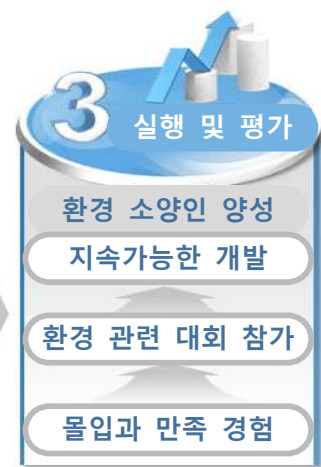 3
실행 및 평가
환경 소양인 양성
지속가능한 개발
환경 관련 대회 참가
몰입과 만족 경험